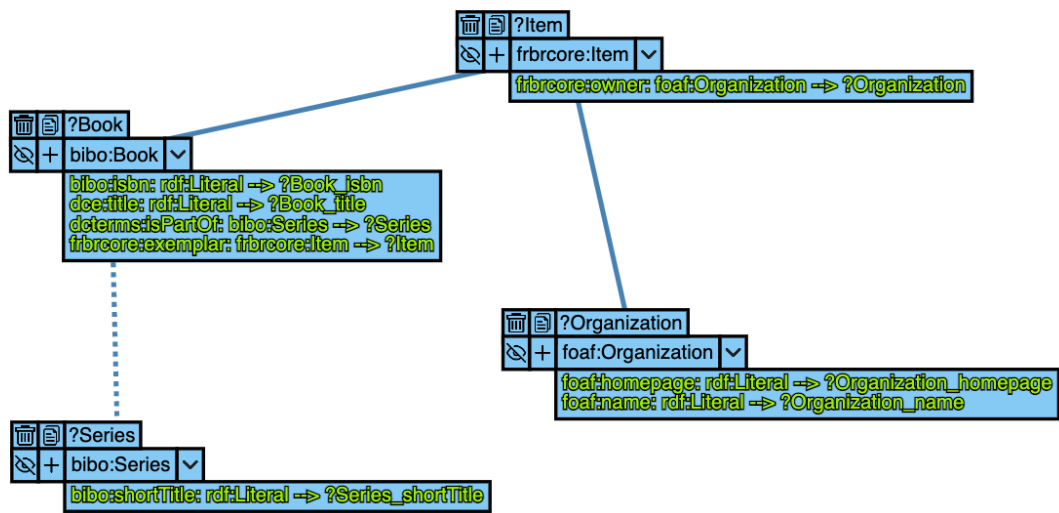 ?Item
frbrcore:Item
frbrcore:owner: foaf:Organization --> ?Organization
?Book
bibo:Book
bibo:isbn: rdf:Literal --> ?Book_isbn
dce:title: rdf:Literal --> ?Book_title
dcterms:isPartOf: bibo:Series --> ?Series
frbrcore:exemplar: frbrcore:Item --> ?Item
?Organization
foaf:Organization
foaf:homepage: rdf:Literal --> ?Organization_homepage
foaf:name: rdf:Literal --> ?Organization_name
?Series
bibo:Series
bibo:shortTitle: rdf:Literal --> ?Series_shortTitle